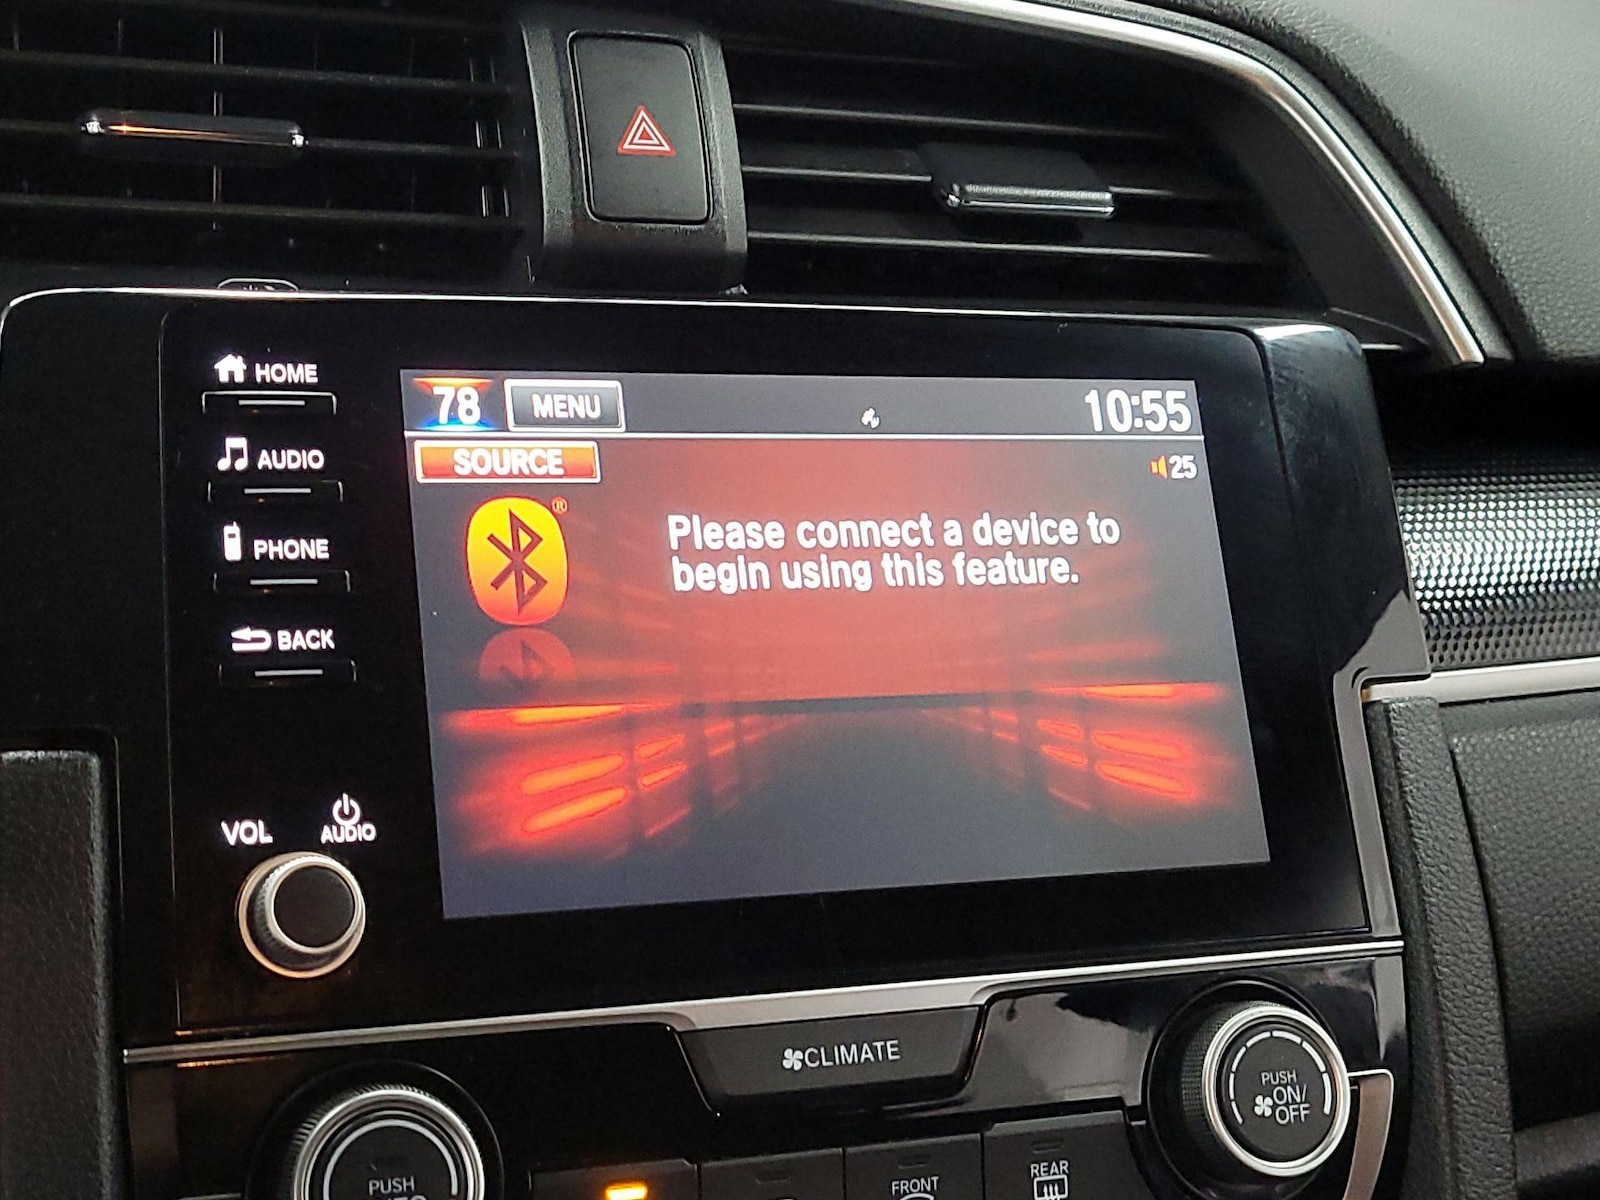 HOME
78
MENU
10:55
AUDIO
SOURCE
25
®
PHONE
Please connect a device to
begin using this feature.
BACK
VOL
AUDIO
CLIMATE
PUSH
ON/
OFF
PUSH
FRONT
REAR